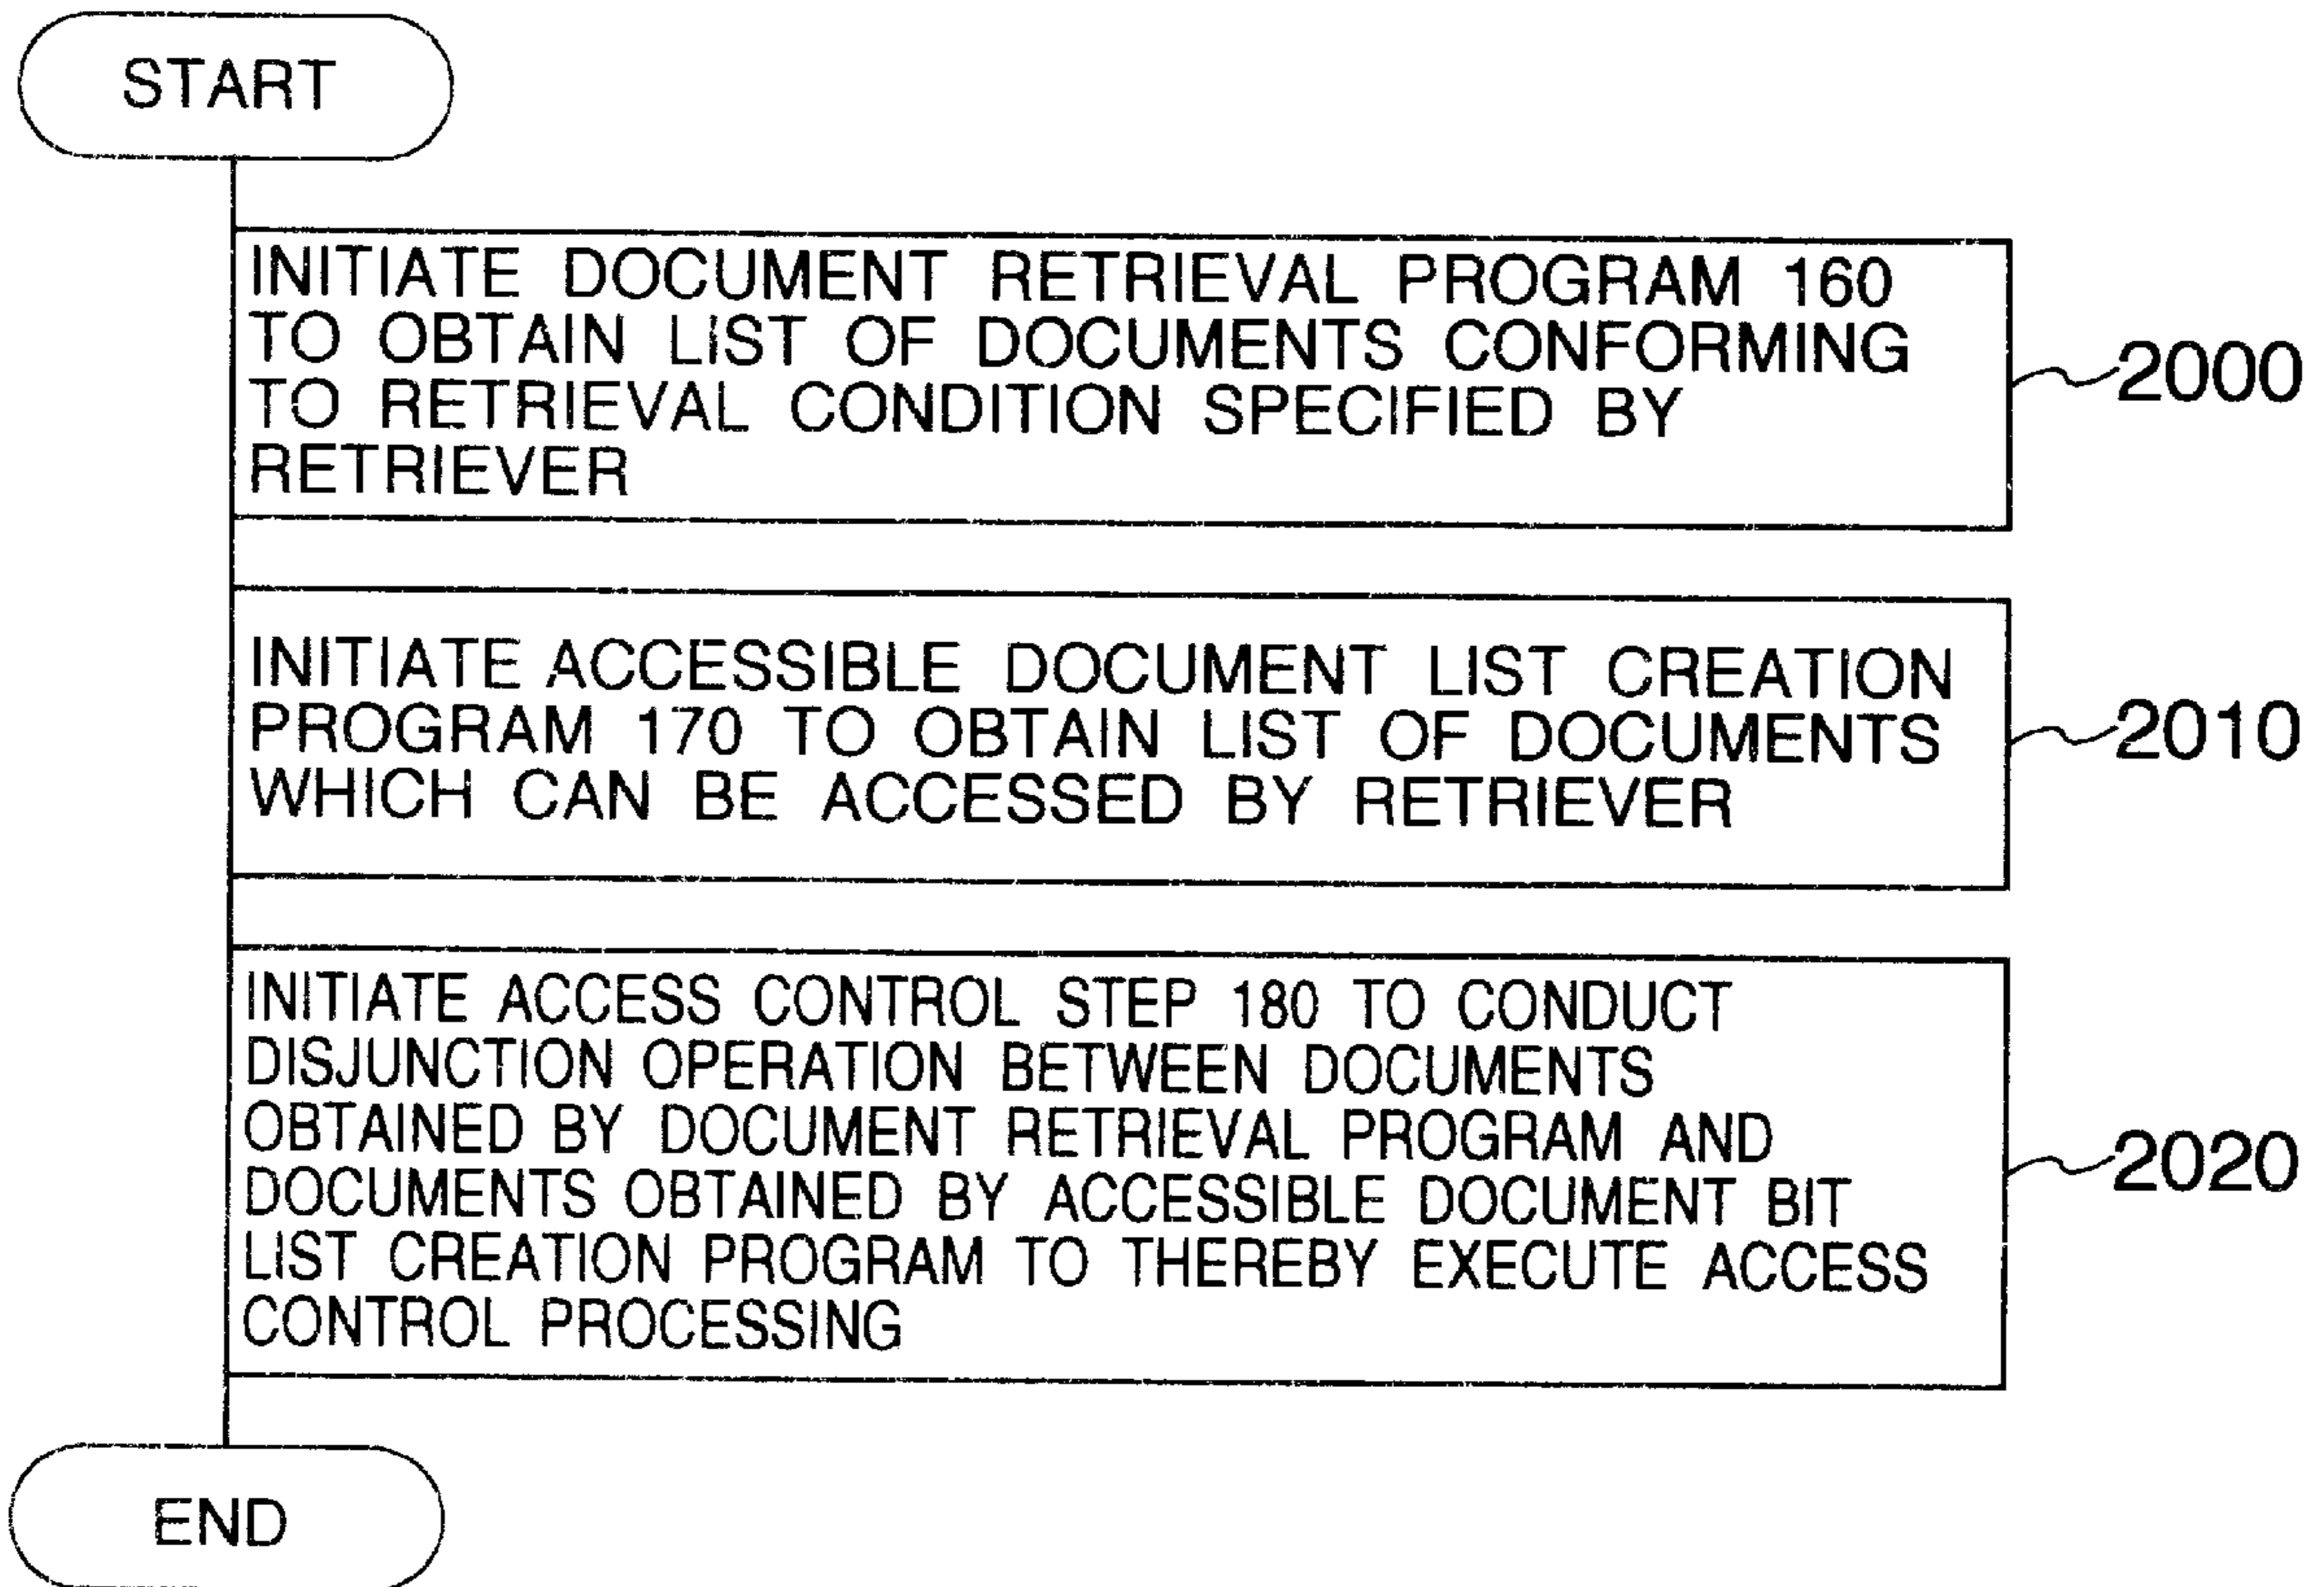 START
INITIATE DOCUMENT RETRIEVAL PROGRAM 160
TO OBTAIN LIST OF DOCUMENTS CONFORMING
TO RETRIEVAL CONDITION SPECIFIED BY
RETRIEVER
2000
INITIATE ACCESSIBLE DOCUMENT LIST CREATION
PROGRAM 170 TO OBTAIN LIST OF DOCUMENTS
WHICH CAN BE ACCESSED BY RETRIEVER
2010
INITIATE ACCESS CONTROL STEP 180 TO CONDUCT
DISJUNCTION OPERATION BETWEEN DOCUMENTS
OBTAINED BY DOCUMENT RETRIEVAL PROGRAM AND
DOCUMENTS OBTAINED BY ACCESSIBLE DOCUMENT BIT
LIST CREATION PROGRAM TO THEREBY EXECUTE ACCESS
CONTROL PROCESSING
2020
END